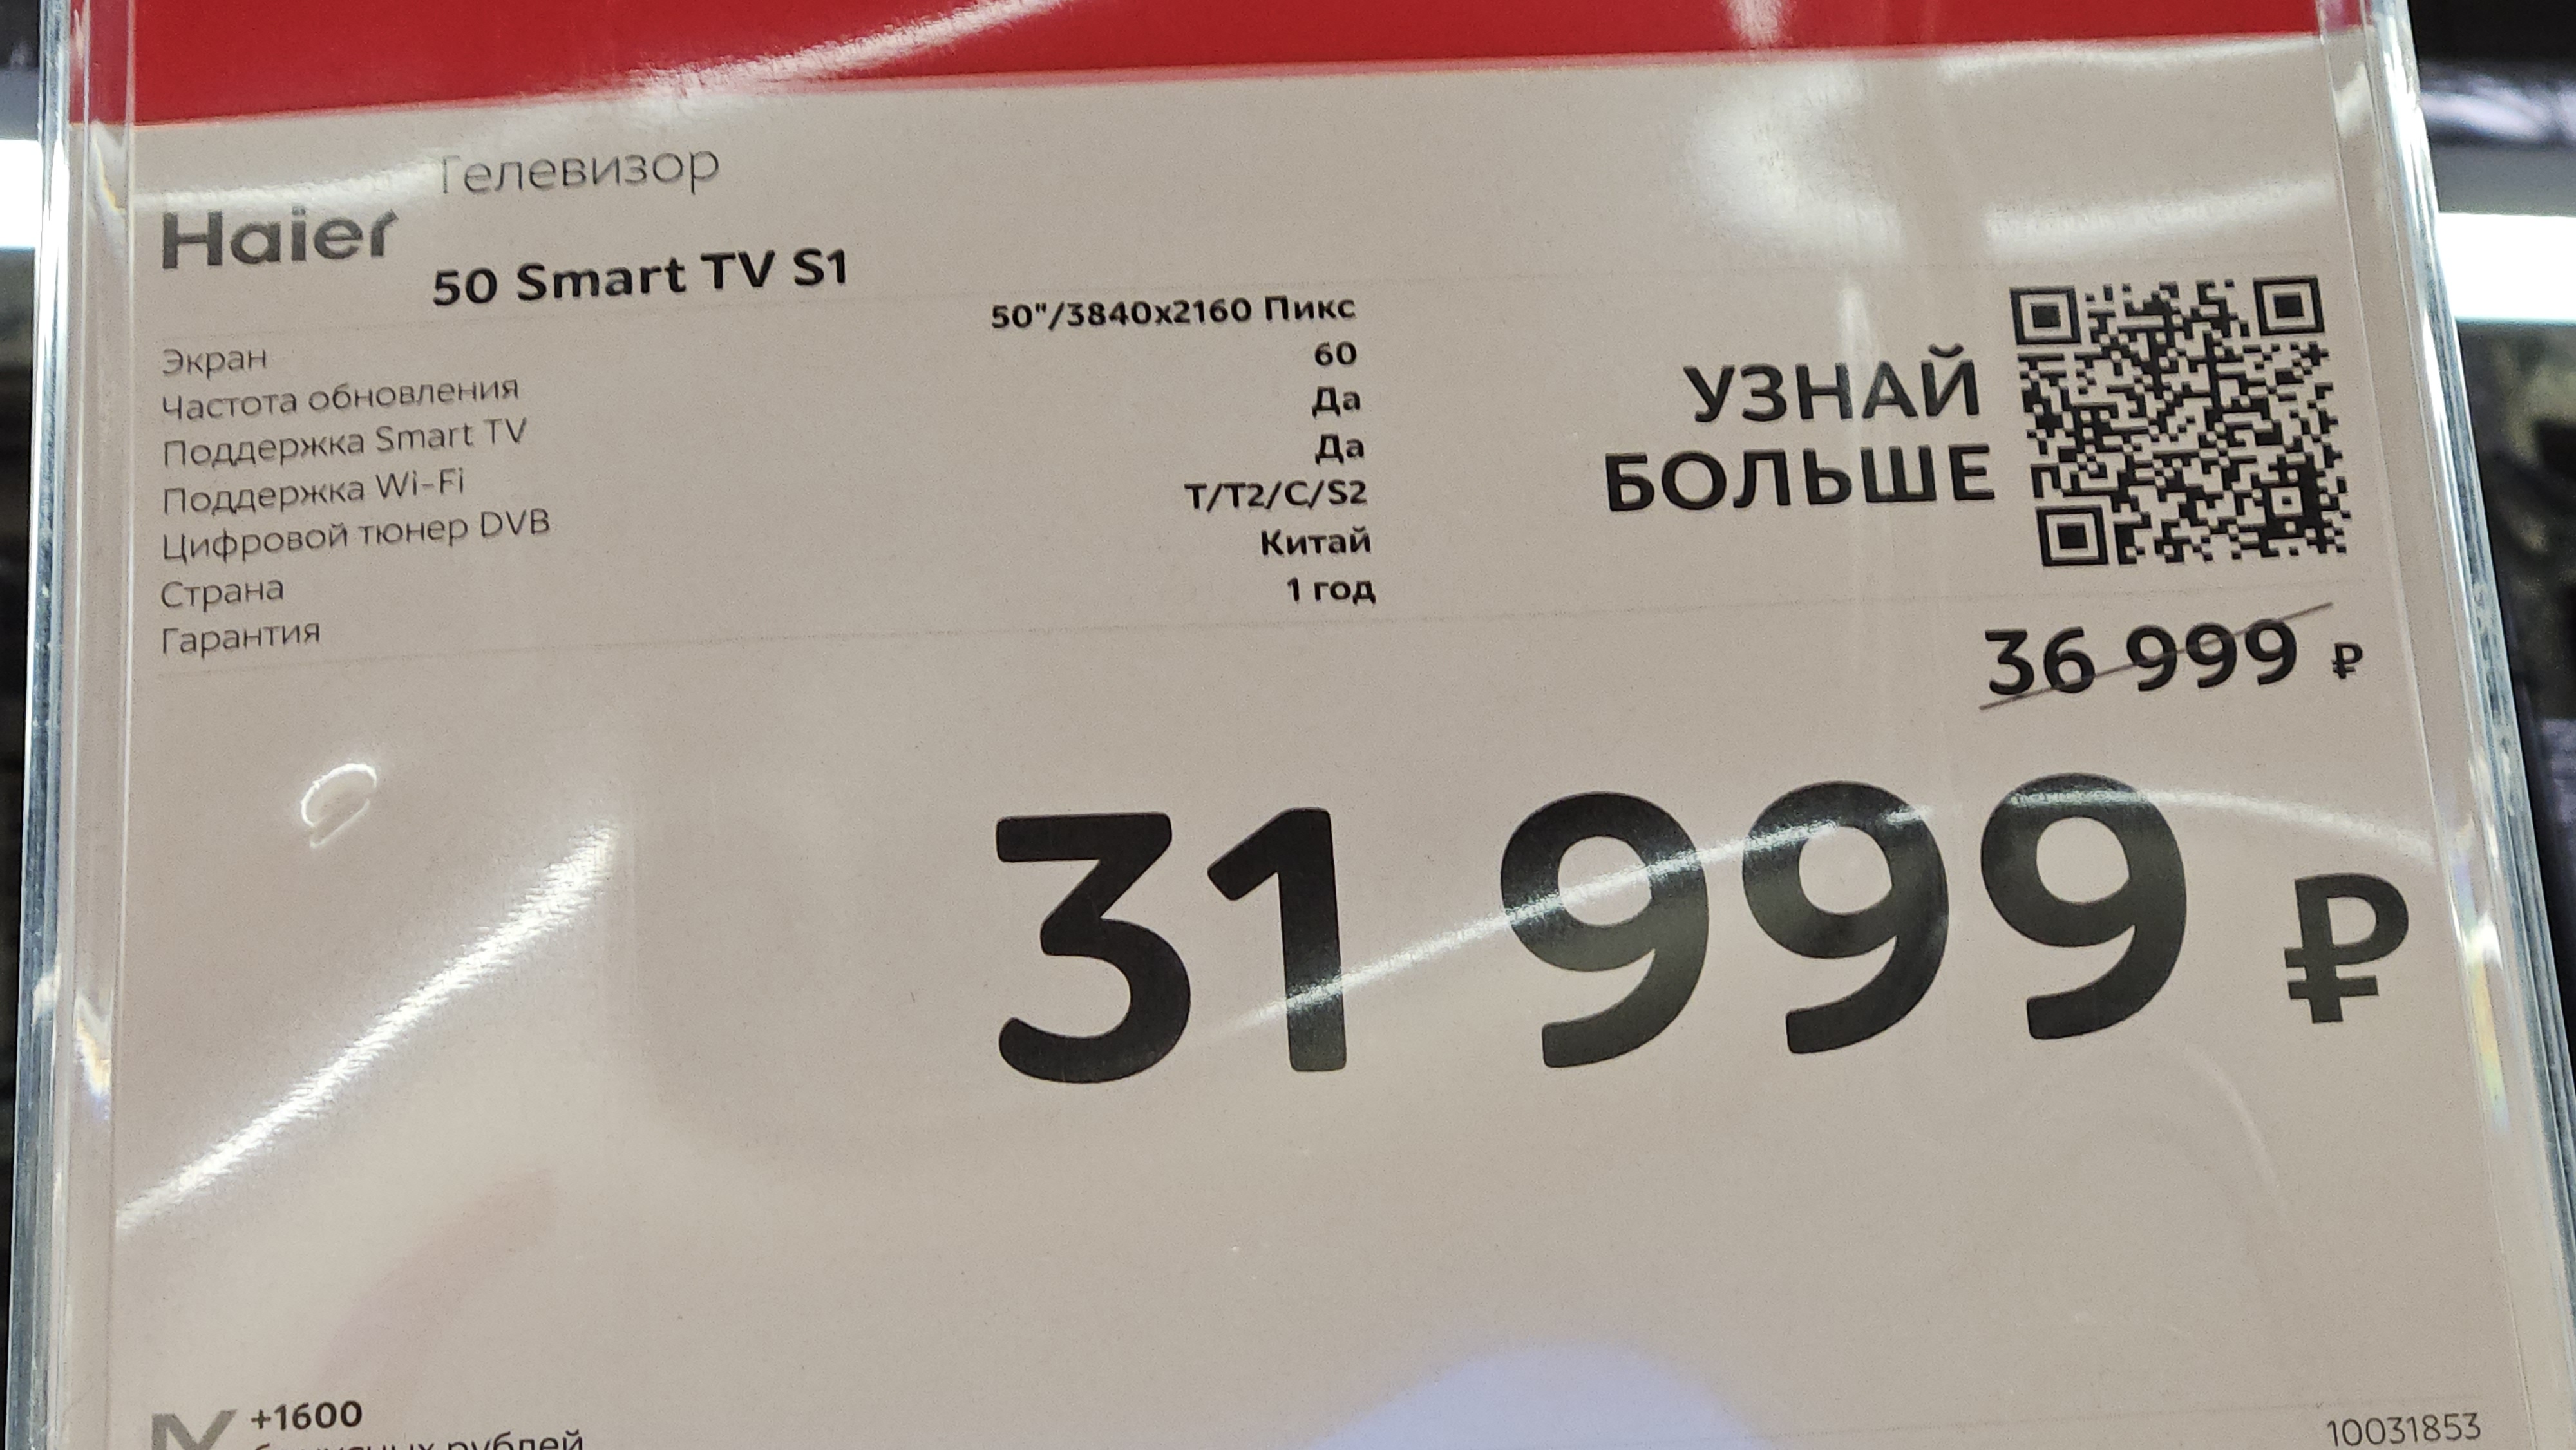 Телевизор
Haier
50 Smart TV S1
Экран 50"/3840x2160 Пикс
Частота обновления 60
Поддержка Smart TV Да
Поддержка Wi-Fi Да
Цифровой тюнер DVB T/T2/C/S2
Страна Китай
Гарантия 1 год
УЗНАЙ
БОЛЬШЕ
36 999 ₽
31 999 ₽
+1600
бонусных рублей
10031853